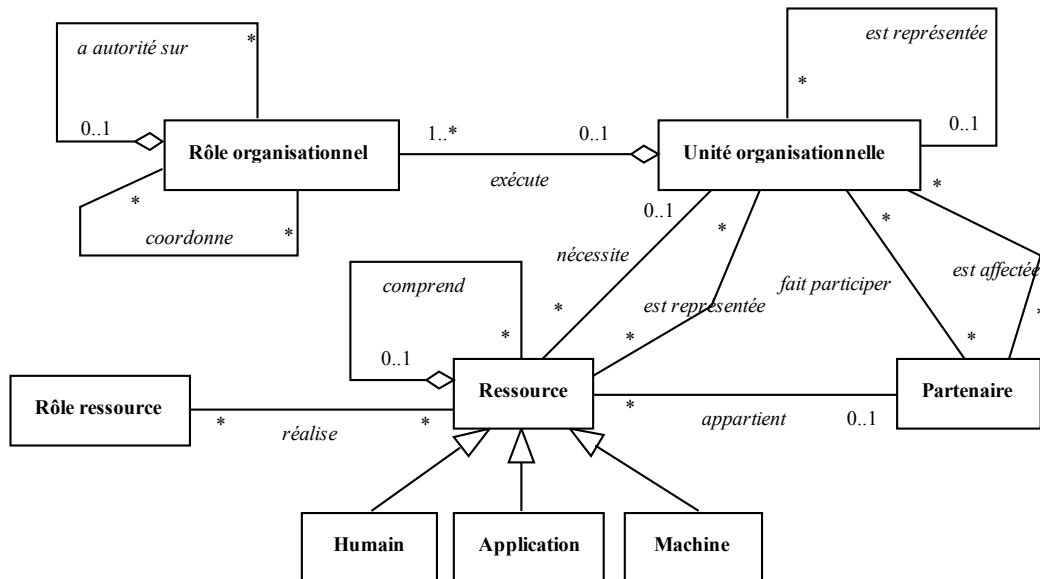 a autorité sur
*
est représentée
*
0..1
0..1
1..*
0..1
Rôle organisationnel
Unité organisationnelle
exécute
*
*
coordonne
0..1
*
*
*
nécessite
comprend
*
est représentée
fait participer
est affectée
*
*
*
*
0..1
Rôle ressource
Ressource
Partenaire
*
*
réalise
*
appartient
0..1
Humain
Application
Machine